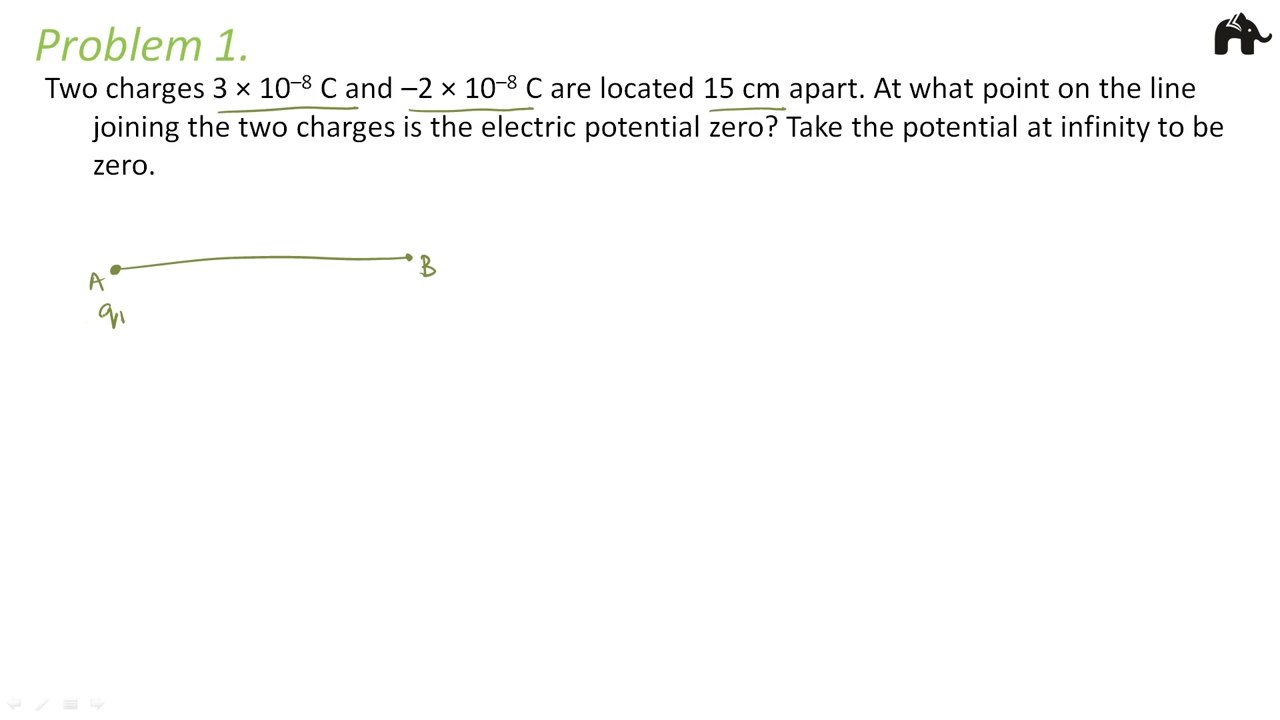 Problem 1.
Two charges 3 × 10⁻⁸ C and –2 × 10⁻⁸ C are located 15 cm apart. At what point on the line
joining the two charges is the electric potential zero? Take the potential at infinity to be
zero.
A B
q₁